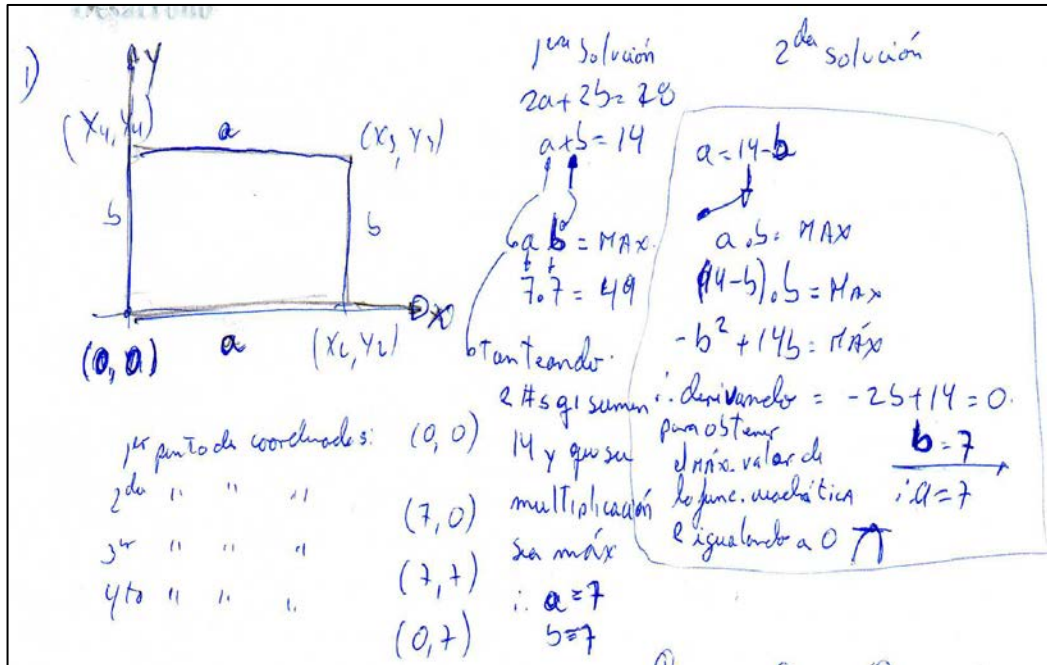 Desarrollo
1)
Y
(X4, Y4)
a
(X3, Y3)
b
b
X
(0, 0)
a
(X2, Y2)
1era Solución
2a + 2b = 28
a + b = 14
a b = MAX.
7.7 = 49
tanteando.
2 #s q' sumen
14 y que su
multiplicación
sea máx
∴ a = 7
b = 7
2da solución
a = 14 - b
a . b = MAX
(14 - b) . b = MAX
-b² + 14b = MÁX
∴ derivando = -2b + 14 = 0.
para obtener
el máx. valor de
la func. cuadrática
e igualando a 0
b = 7
∴ a = 7
1er punto de coordenadas: (0, 0)
2do " " " (7, 0)
3er " " " (7, 7)
4to " " " (0, 7)